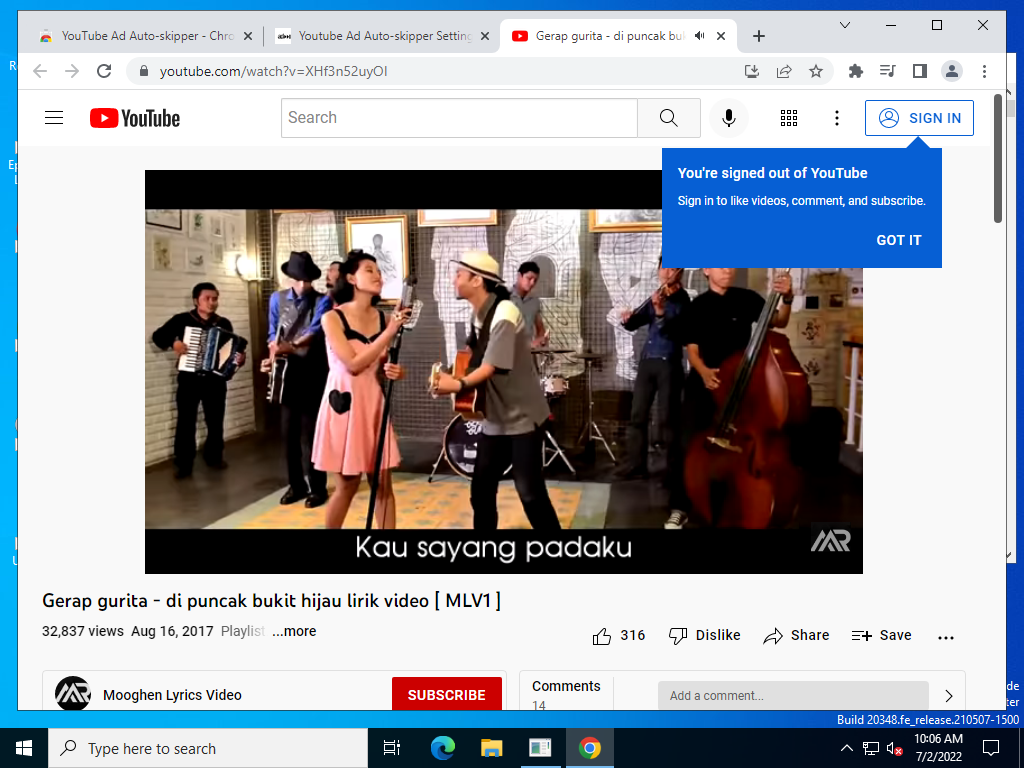 YouTube Ad Auto-skipper - Chro
Youtube Ad Auto-skipper Setting
Gerap gurita - di puncak buki
youtube.com/watch?v=XHf3n52uyOI
YouTube
Search
SIGN IN
You're signed out of YouTube
Sign in to like videos, comment, and subscribe.
GOT IT
Kau sayang padaku
MR
Gerap gurita - di puncak bukit hijau lirik video [ MLV1 ]
32,837 views Aug 16, 2017 Playlist ...more
316 Dislike Share Save
Mooghen Lyrics Video
SUBSCRIBE
Comments
14
Add a comment...
Build 20348.fe_release.210507-1500
Type here to search
10:06 AM
7/2/2022